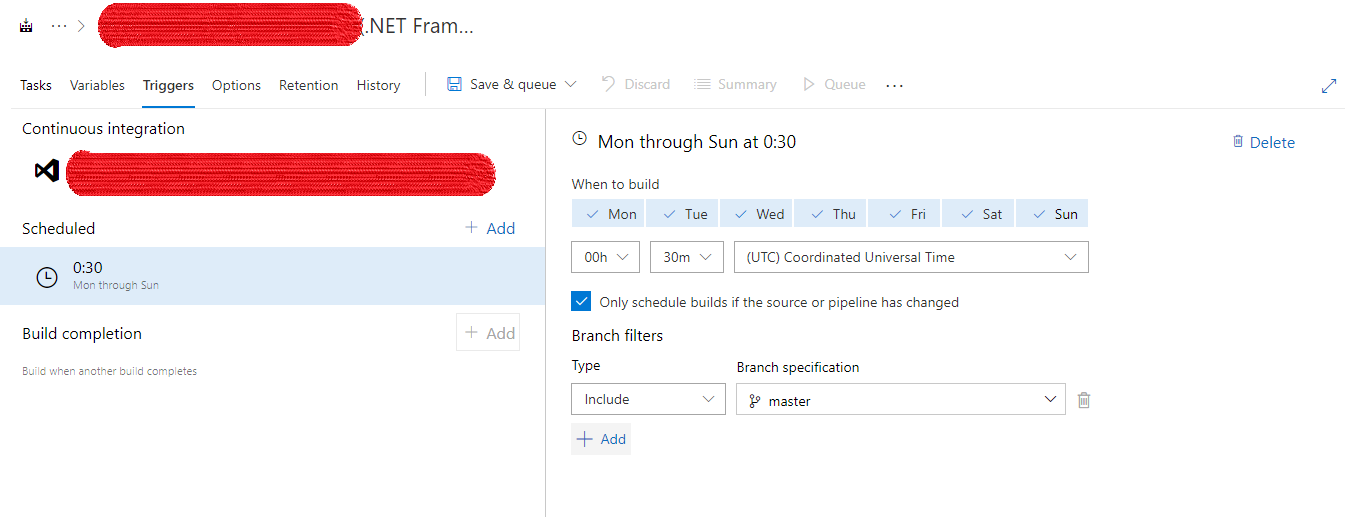 ··· > .NET Fram...
Tasks Variables Triggers Options Retention History Save & queue Discard Summary Queue ···
Continuous integration
Scheduled + Add
0:30
Mon through Sun
Build completion + Add
Build when another build completes
Mon through Sun at 0:30 Delete
When to build
Mon Tue Wed Thu Fri Sat Sun
00h 30m (UTC) Coordinated Universal Time
Only schedule builds if the source or pipeline has changed
Branch filters
Type Branch specification
Include master
+ Add